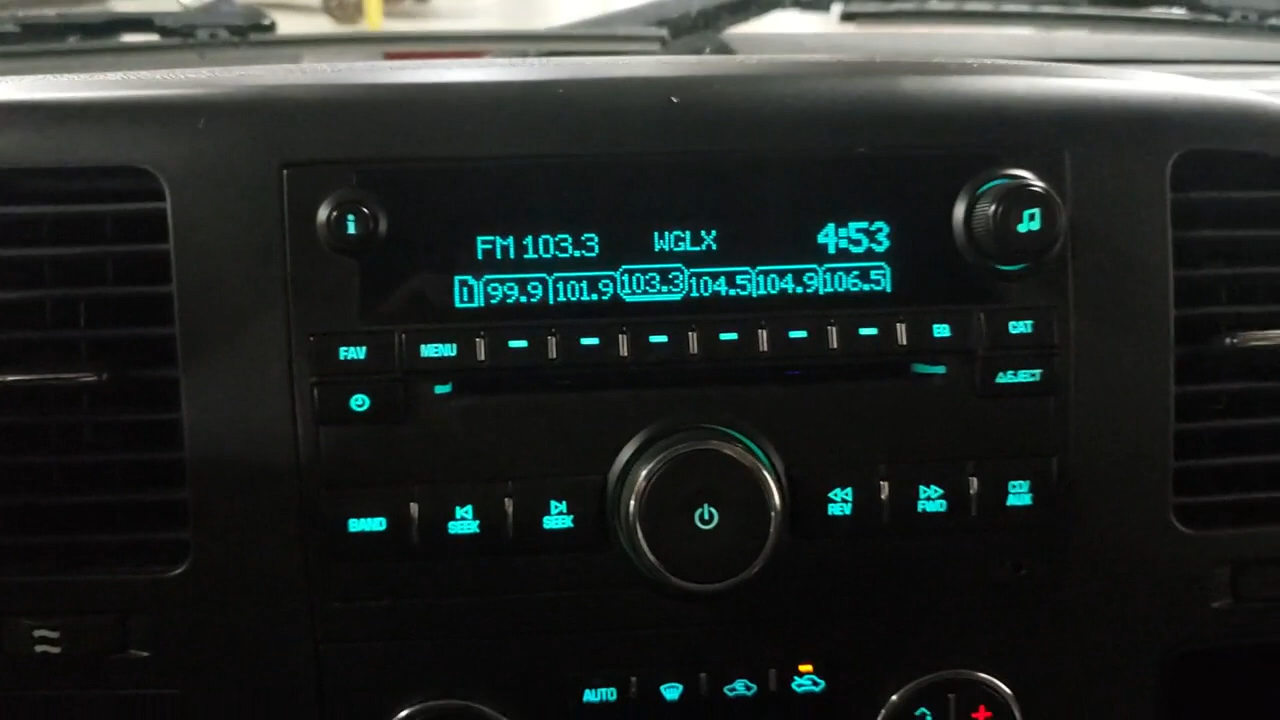 i
FM 103.3 WGLX 4:53
1 99.9 101.9 103.3 104.5 104.9 106.5
FAV MENU EQ CAT
EJECT
BAND SEEK SEEK REV FWD CD/
AUX
AUTO